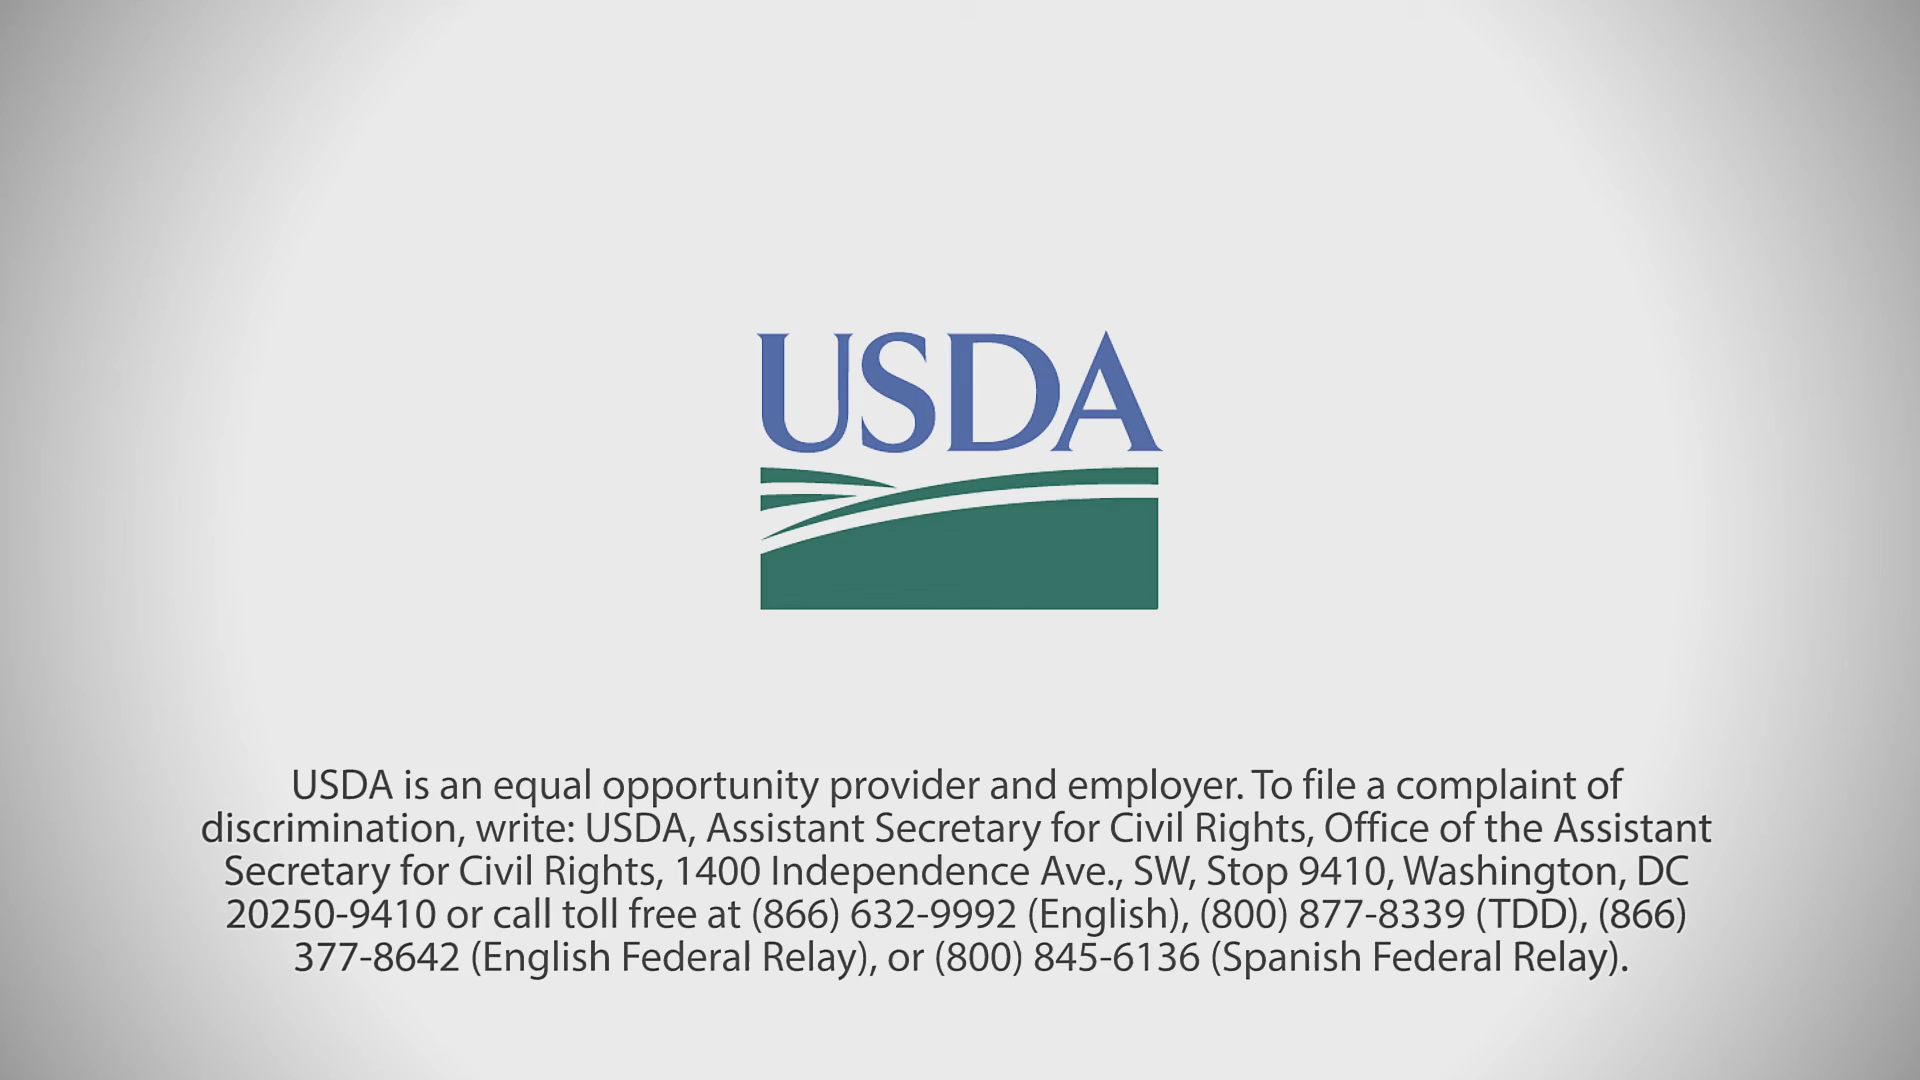 USDA
USDA is an equal opportunity provider and employer. To file a complaint of
discrimination, write: USDA, Assistant Secretary for Civil Rights, Office of the Assistant
Secretary for Civil Rights, 1400 Independence Ave., SW, Stop 9410, Washington, DC
20250-9410 or call toll free at (866) 632-9992 (English), (800) 877-8339 (TDD), (866)
377-8642 (English Federal Relay), or (800) 845-6136 (Spanish Federal Relay).